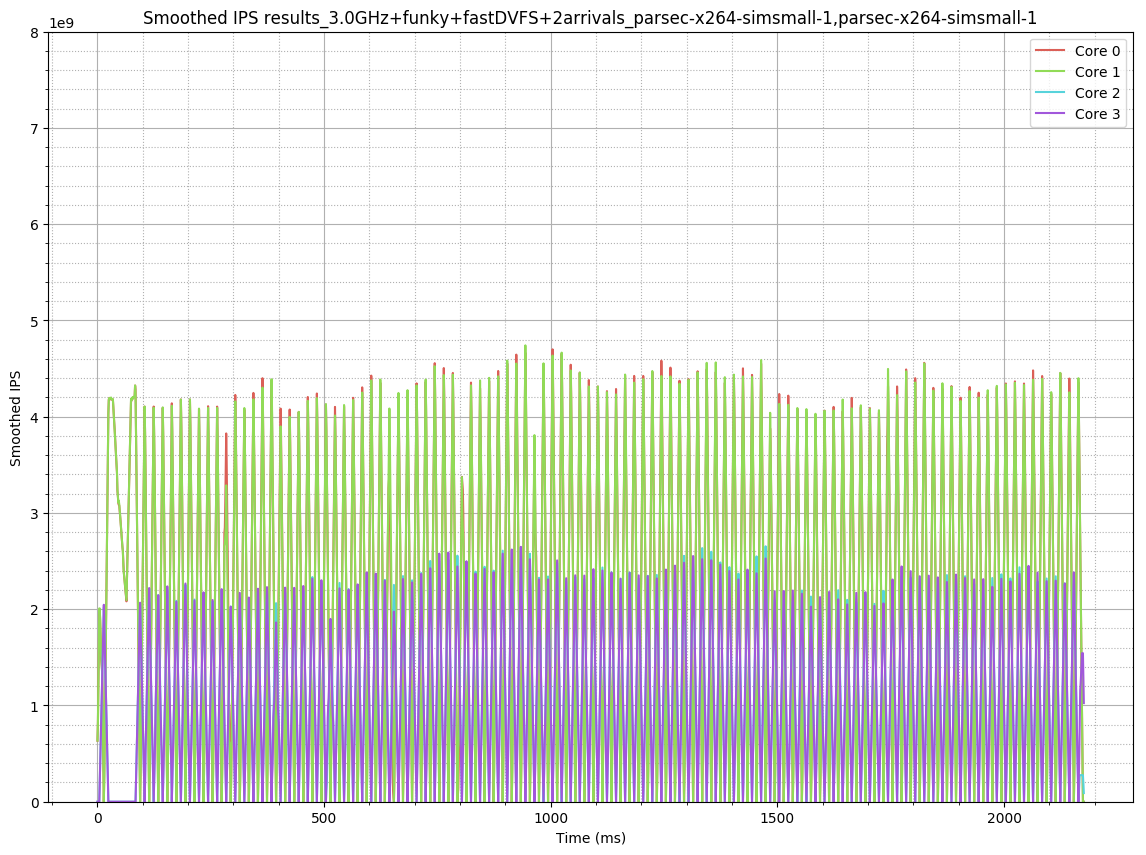 Smoothed IPS results_3.0GHz+funky+fastDVFS+2arrivals_parsec-x264-simsmall-1,parsec-x264-simsmall-1
1e9
8
7
6
5
4
3
2
1
0
Smoothed IPS
Core 0
Core 1
Core 2
Core 3
0
500
1000
1500
2000
Time (ms)